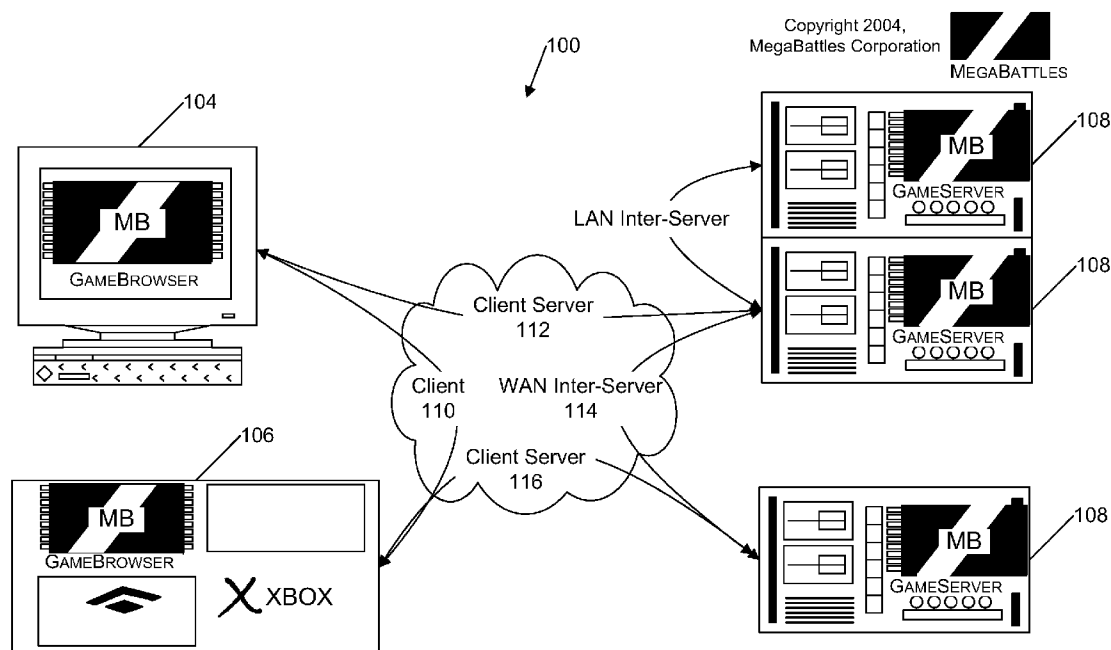 Copyright 2004,
MegaBattles Corporation
MEGABATTLES
100
104
MB
GAMEBROWSER
108
MB
GAMESERVER
LAN Inter-Server
108
MB
GAMESERVER
Client Server
112
Client
110
WAN Inter-Server
114
Client Server
116
106
MB
GAMEBROWSER
X XBOX
108
MB
GAMESERVER